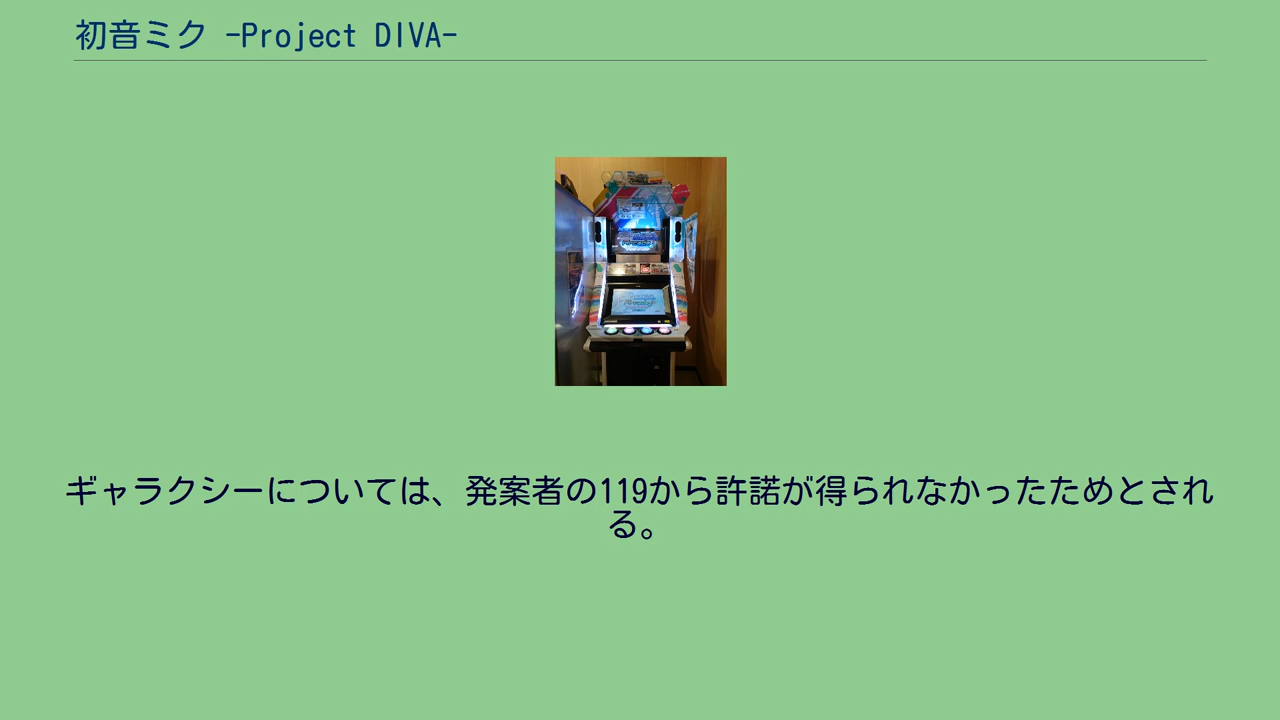 初音ミク -Project DIVA-
ギャラクシーについては、発案者の119から許諾が得られなかったためとされ
る。